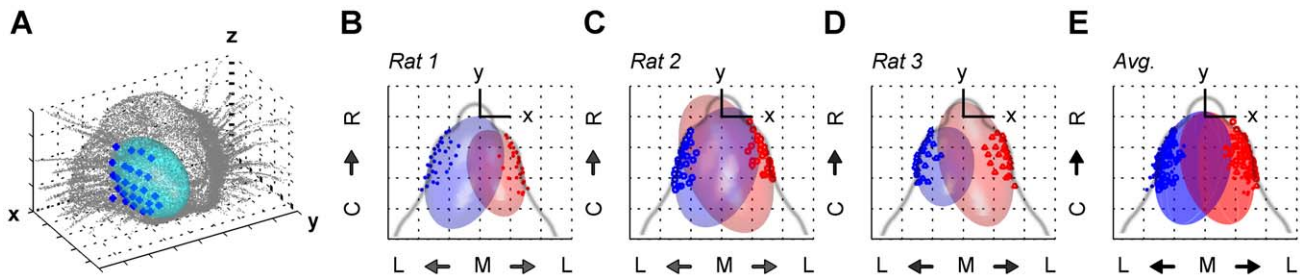 A
B
C
D
E
z
x
y
Rat 1
y
x
Rat 2
y
x
Rat 3
y
x
Avg.
y
x
C → R
C → R
C → R
C → R
L ← M → L
L ← M → L
L ← M → L
L ← M → L